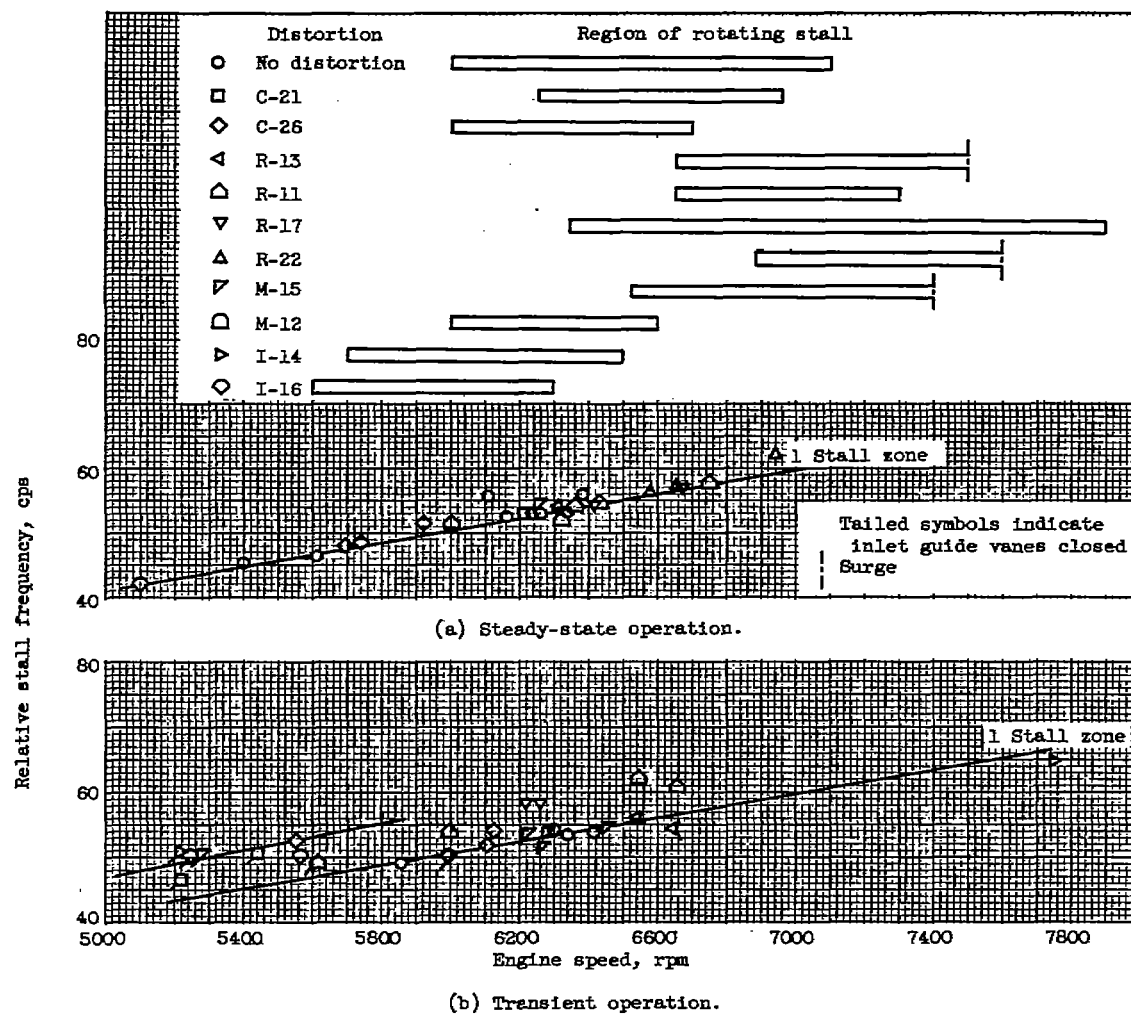 Distortion
Region of rotating stall
No distortion
C-21
C-26
R-13
R-11
R-17
R-22
M-15
M-12
I-14
I-16
80
60
40
1 Stall zone
Tailed symbols indicate
inlet guide vanes closed
Surge
(a) Steady-state operation.
Relative stall frequency, cps
80
60
40
1 Stall zone
5000 5400 5800 6200 6600 7000 7400 7800
Engine speed, rpm
(b) Transient operation.